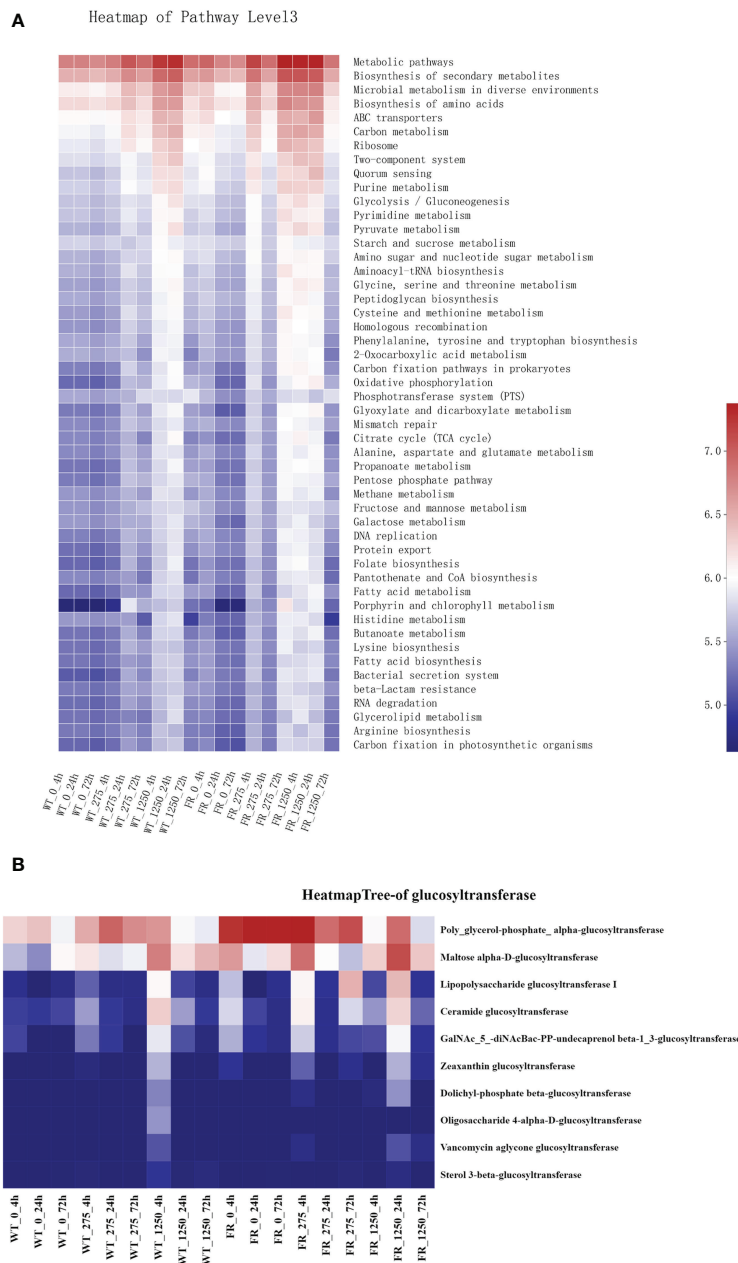 A
Heatmap of Pathway Level3
Metabolic pathways
Biosynthesis of secondary metabolites
Microbial metabolism in diverse environments
Biosynthesis of amino acids
ABC transporters
Carbon metabolism
Ribosome
Two-component system
Quorum sensing
Purine metabolism
Glycolysis / Gluconeogenesis
Pyrimidine metabolism
Pyruvate metabolism
Starch and sucrose metabolism
Amino sugar and nucleotide sugar metabolism
Aminoacyl-tRNA biosynthesis
Glycine, serine and threonine metabolism
Peptidoglycan biosynthesis
Cysteine and methionine metabolism
Homologous recombination
Phenylalanine, tyrosine and tryptophan biosynthesis
2-Oxocarboxylic acid metabolism
Carbon fixation pathways in prokaryotes
Oxidative phosphorylation
Phosphotransferase system (PTS)
Glyoxylate and dicarboxylate metabolism
Mismatch repair
Citrate cycle (TCA cycle)
Alanine, aspartate and glutamate metabolism
Propanoate metabolism
Pentose phosphate pathway
Methane metabolism
Fructose and mannose metabolism
Galactose metabolism
DNA replication
Protein export
Folate biosynthesis
Pantothenate and CoA biosynthesis
Fatty acid metabolism
Porphyrin and chlorophyll metabolism
Histidine metabolism
Butanoate metabolism
Lysine biosynthesis
Fatty acid biosynthesis
Bacterial secretion system
beta-Lactam resistance
RNA degradation
Glycerolipid metabolism
Arginine biosynthesis
Carbon fixation in photosynthetic organisms
7.0
6.5
6.0
5.5
5.0
WT_0_4h
WT_0_24h
WT_0_72h
WT_275_4h
WT_275_24h
WT_275_72h
WT_1250_4h
WT_1250_24h
WT_1250_72h
FR_0_4h
FR_0_24h
FR_0_72h
FR_275_4h
FR_275_24h
FR_275_72h
FR_1250_4h
FR_1250_24h
FR_1250_72h
B
HeatmapTree-of glucosyltransferase
Poly_glycerol-phosphate_ alpha-glucosyltransferase
Maltose alpha-D-glucosyltransferase
Lipopolysaccharide glucosyltransferase I
Ceramide glucosyltransferase
GalNAc_5_-diNAcBac-PP-undecaprenol beta-1_3-glucosyltransferase
Zeaxanthin glucosyltransferase
Dolichyl-phosphate beta-glucosyltransferase
Oligosaccharide 4-alpha-D-glucosyltransferase
Vancomycin aglycone glucosyltransferase
Sterol 3-beta-glucosyltransferase
WT_0_4h
WT_0_24h
WT_0_72h
WT_275_4h
WT_275_24h
WT_275_72h
WT_1250_4h
WT_1250_24h
WT_1250_72h
FR_0_4h
FR_0_24h
FR_0_72h
FR_275_4h
FR_275_24h
FR_275_72h
FR_1250_4h
FR_1250_24h
FR_1250_72h